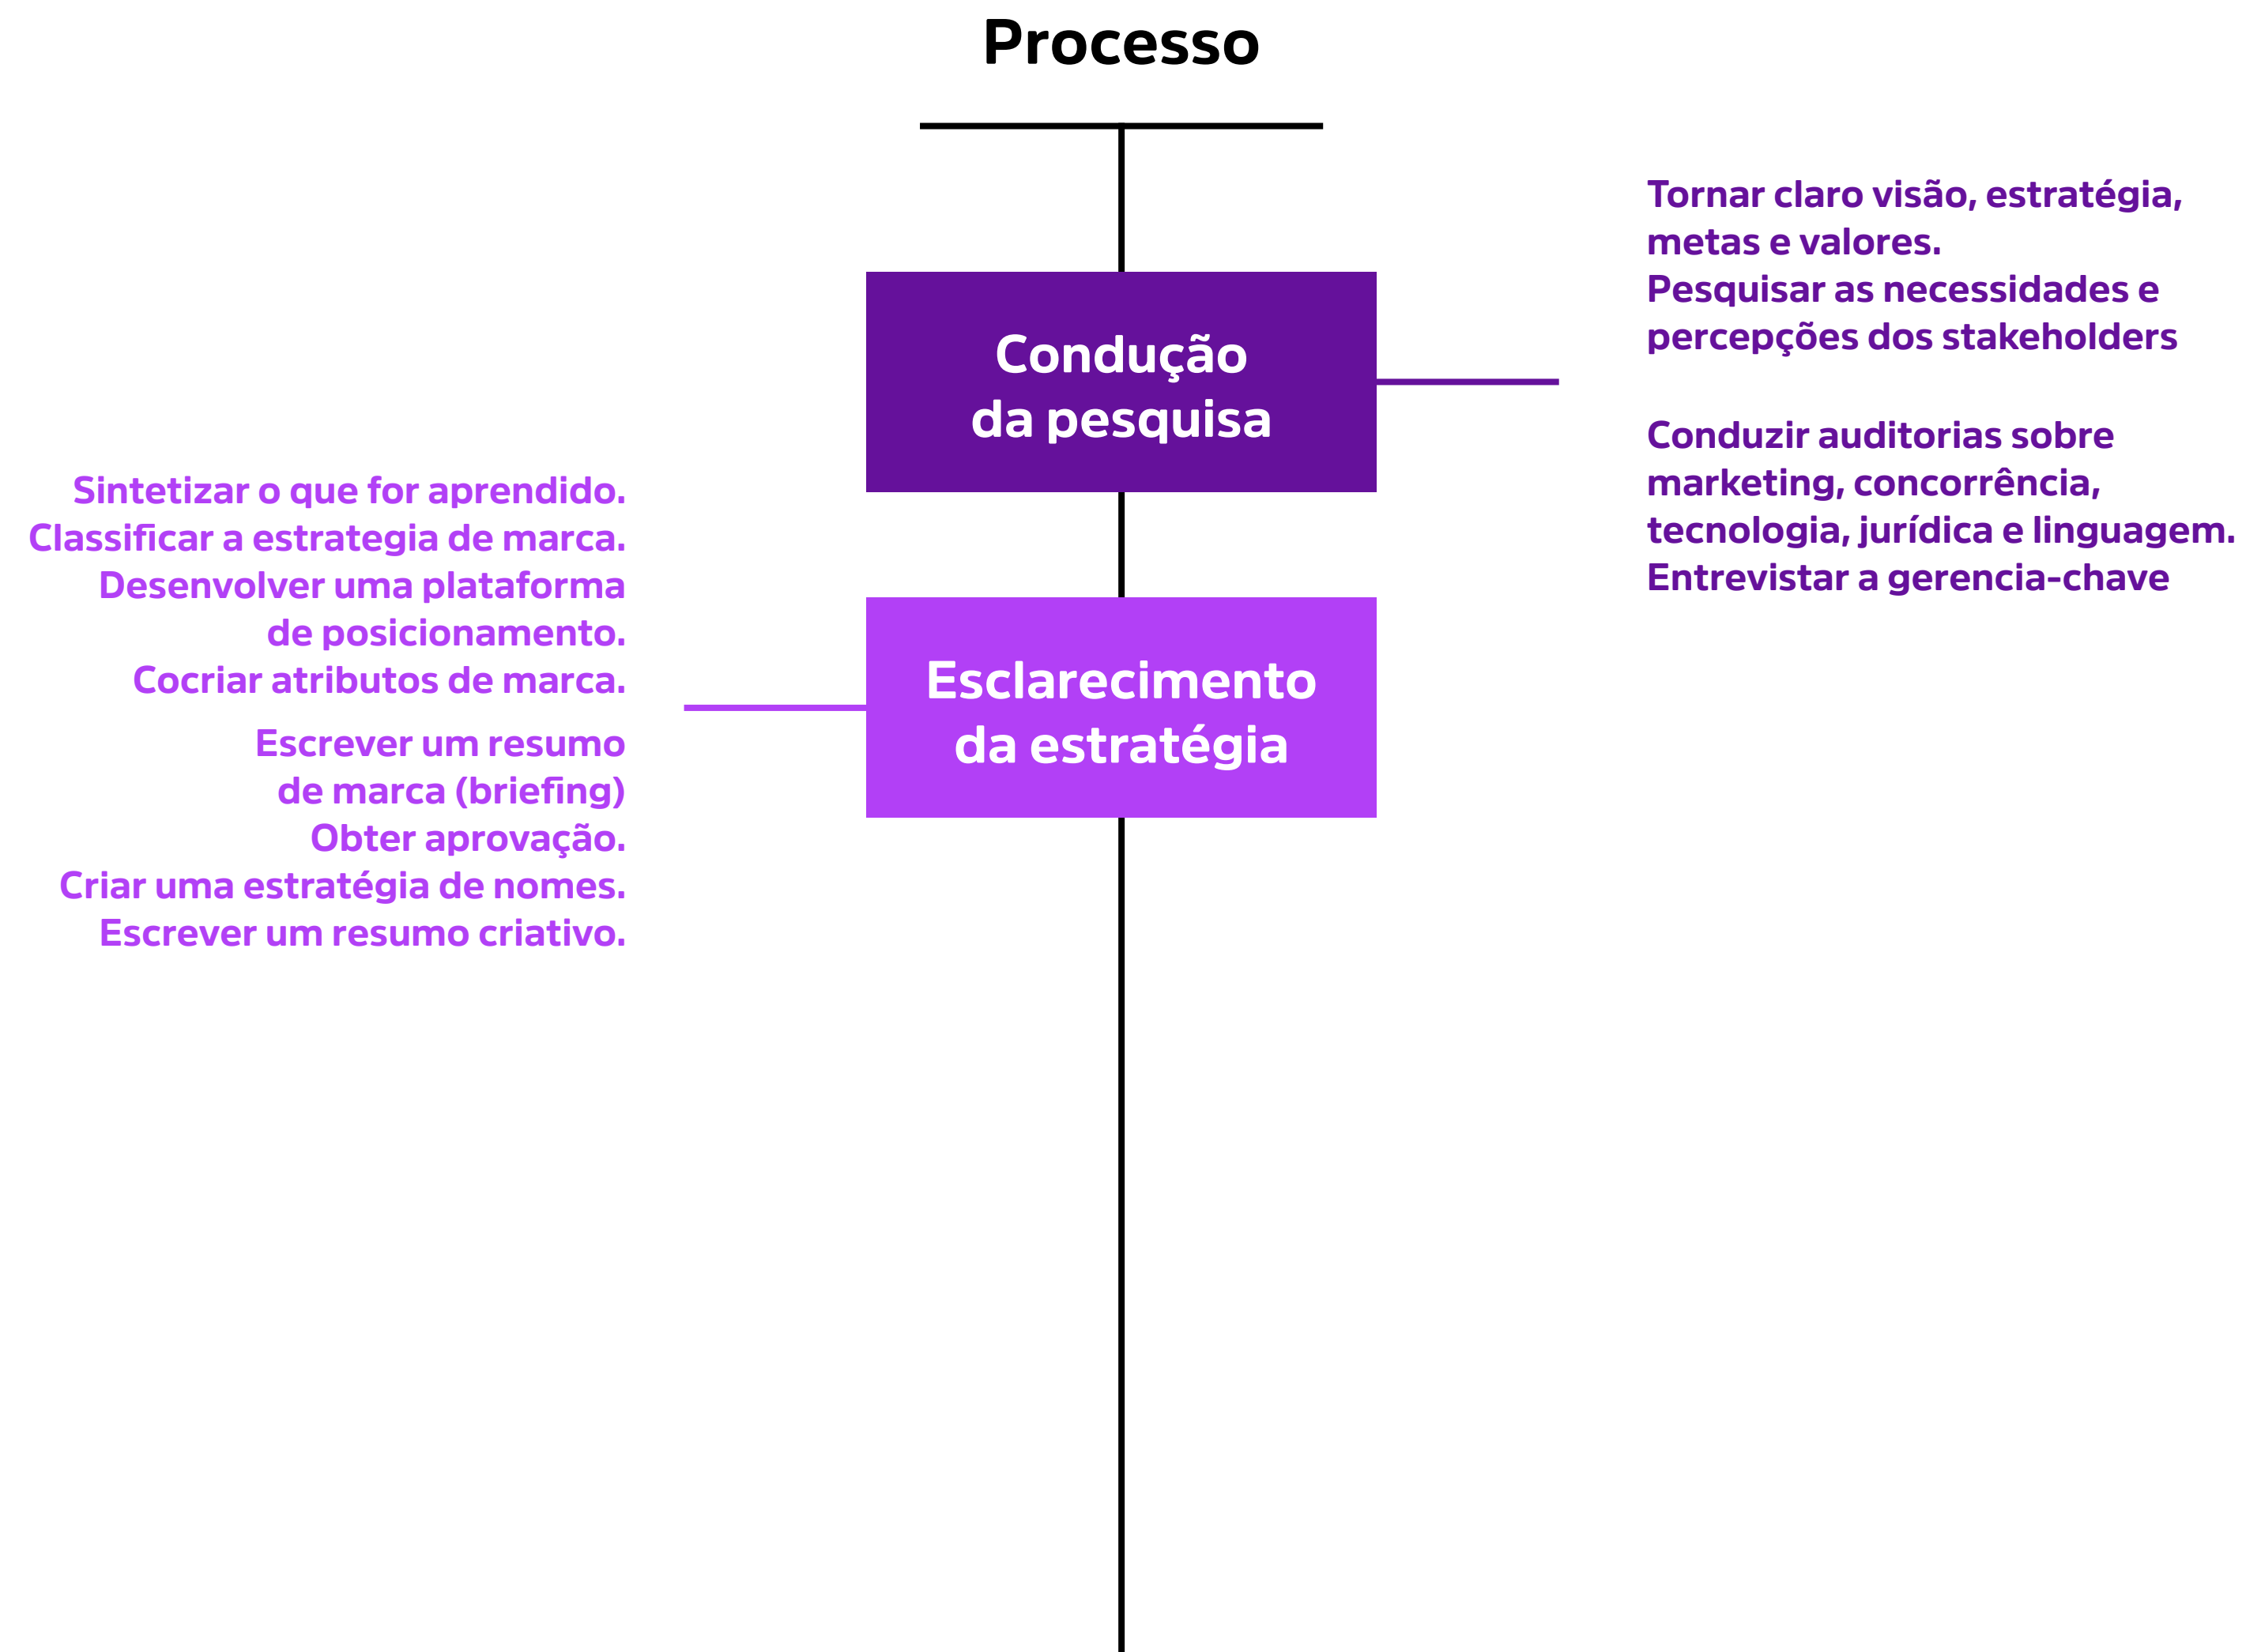 Processo
Condução
da pesquisa
Tornar claro visão, estratégia,
metas e valores.
Pesquisar as necessidades e
percepções dos stakeholders
Conduzir auditorias sobre
marketing, concorrência,
tecnologia, jurídica e linguagem.
Entrevistar a gerencia-chave
Esclarecimento
da estratégia
Sintetizar o que for aprendido.
Classificar a estrategia de marca.
Desenvolver uma plataforma
de posicionamento.
Cocriar atributos de marca.
Escrever um resumo
de marca (briefing)
Obter aprovação.
Criar uma estratégia de nomes.
Escrever um resumo criativo.